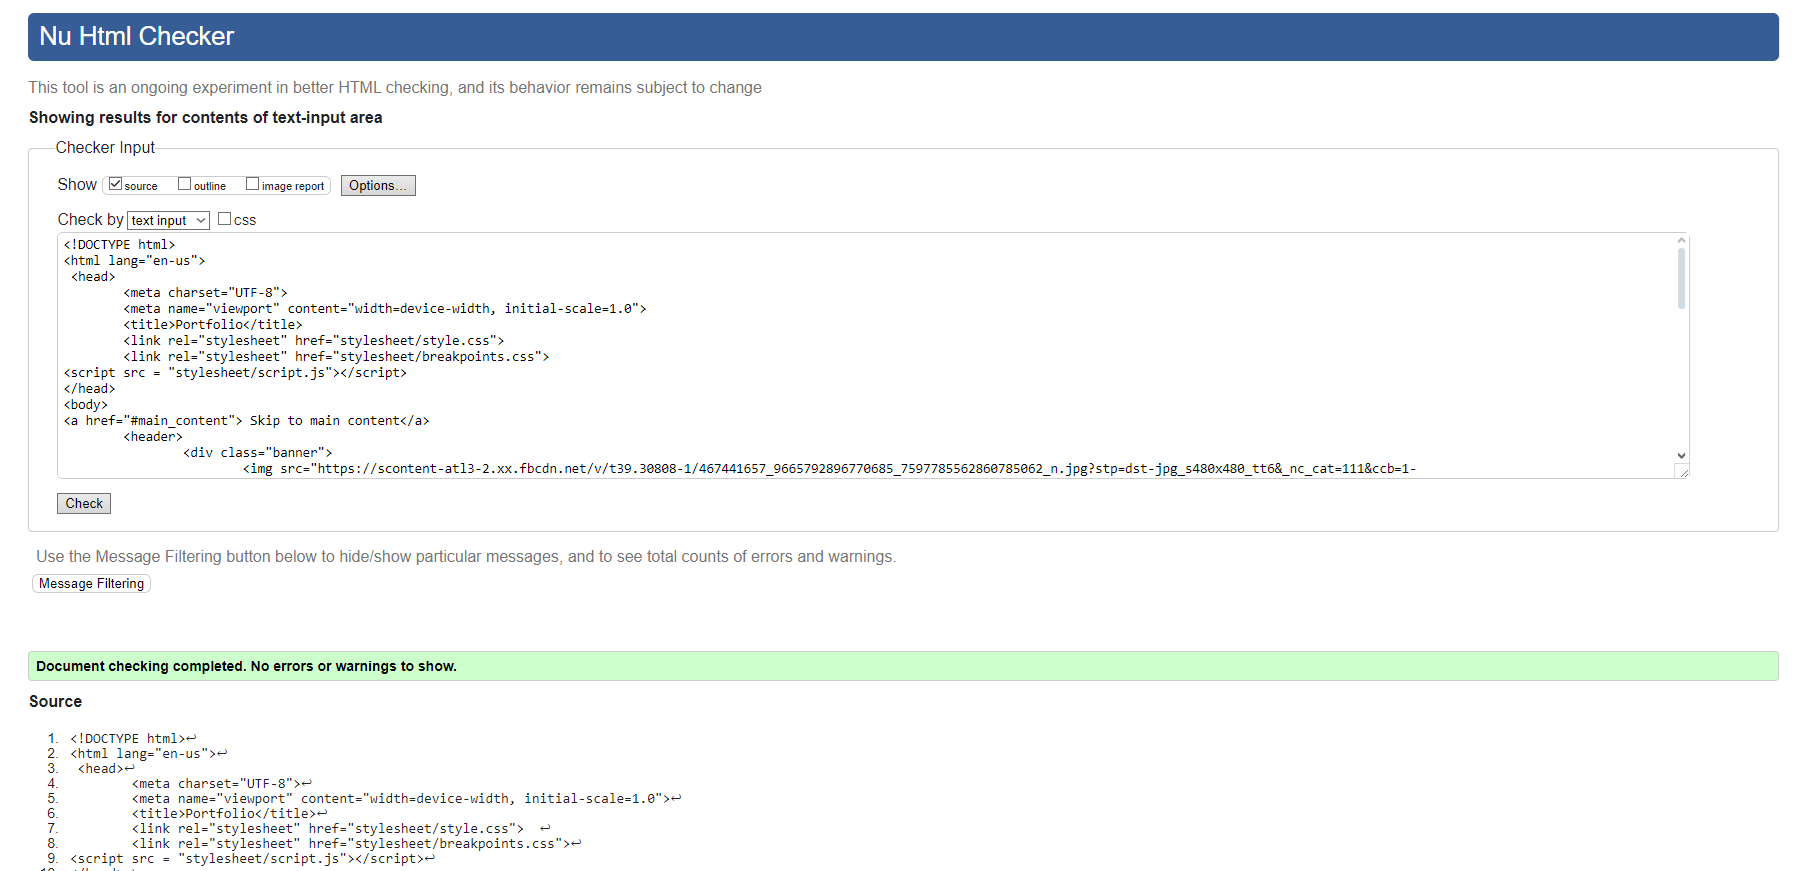 Nu Html Checker
This tool is an ongoing experiment in better HTML checking, and its behavior remains subject to change
Showing results for contents of text-input area
Checker Input
Show source outline image report Options...
Check by text input css
<!DOCTYPE html>
<html lang="en-us">
<head>
<meta charset="UTF-8">
<meta name="viewport" content="width=device-width, initial-scale=1.0">
<title>Portfolio</title>
<link rel="stylesheet" href="stylesheet/style.css">
<link rel="stylesheet" href="stylesheet/breakpoints.css">
<script src = "stylesheet/script.js"></script>
</head>
<body>
<a href="#main_content"> Skip to main content</a>
<header>
<div class="banner">
<img src="https://scontent-atl3-2.xx.fbcdn.net/v/t39.30808-1/467441657_9665792896770685_7597785562860785062_n.jpg?stp=dst-jpg_s480x480_tt6&_nc_cat=111&ccb=1-
Check
Use the Message Filtering button below to hide/show particular messages, and to see total counts of errors and warnings.
Message Filtering
Document checking completed. No errors or warnings to show.
Source
1. <!DOCTYPE html>↩
2. <html lang="en-us">↩
3. <head>↩
4. <meta charset="UTF-8">↩
5. <meta name="viewport" content="width=device-width, initial-scale=1.0">↩
6. <title>Portfolio</title>↩
7. <link rel="stylesheet" href="stylesheet/style.css"> ↩
8. <link rel="stylesheet" href="stylesheet/breakpoints.css">↩
9. <script src = "stylesheet/script.js"></script>↩